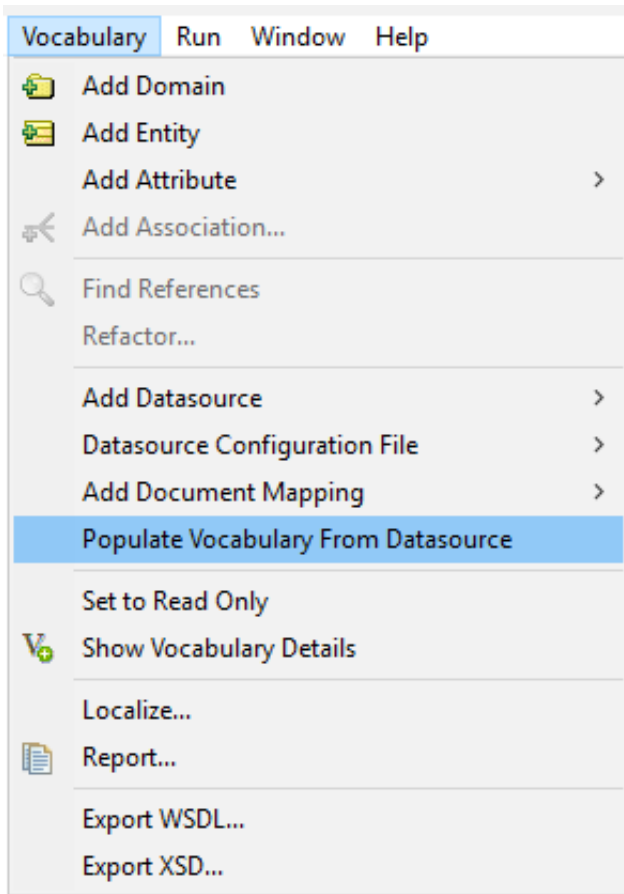 Vocabulary Run Window Help
Add Domain
Add Entity
Add Attribute
Add Association...
Find References
Refactor...
Add Datasource
Datasource Configuration File
Add Document Mapping
Populate Vocabulary From Datasource
Set to Read Only
Show Vocabulary Details
Localize...
Report...
Export WSDL...
Export XSD...